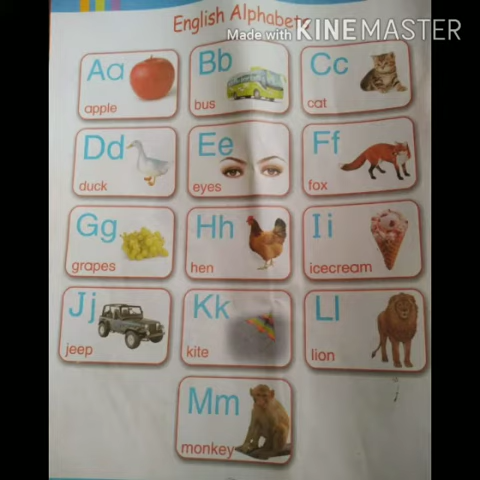 English Alphabets
Made with KINEMASTER
Aa
apple
Bb
bus
Cc
cat
Dd
duck
Ee
eyes
Ff
fox
Gg
grapes
Hh
hen
Ii
icecream
Jj
jeep
Kk
kite
Ll
lion
Mm
monkey